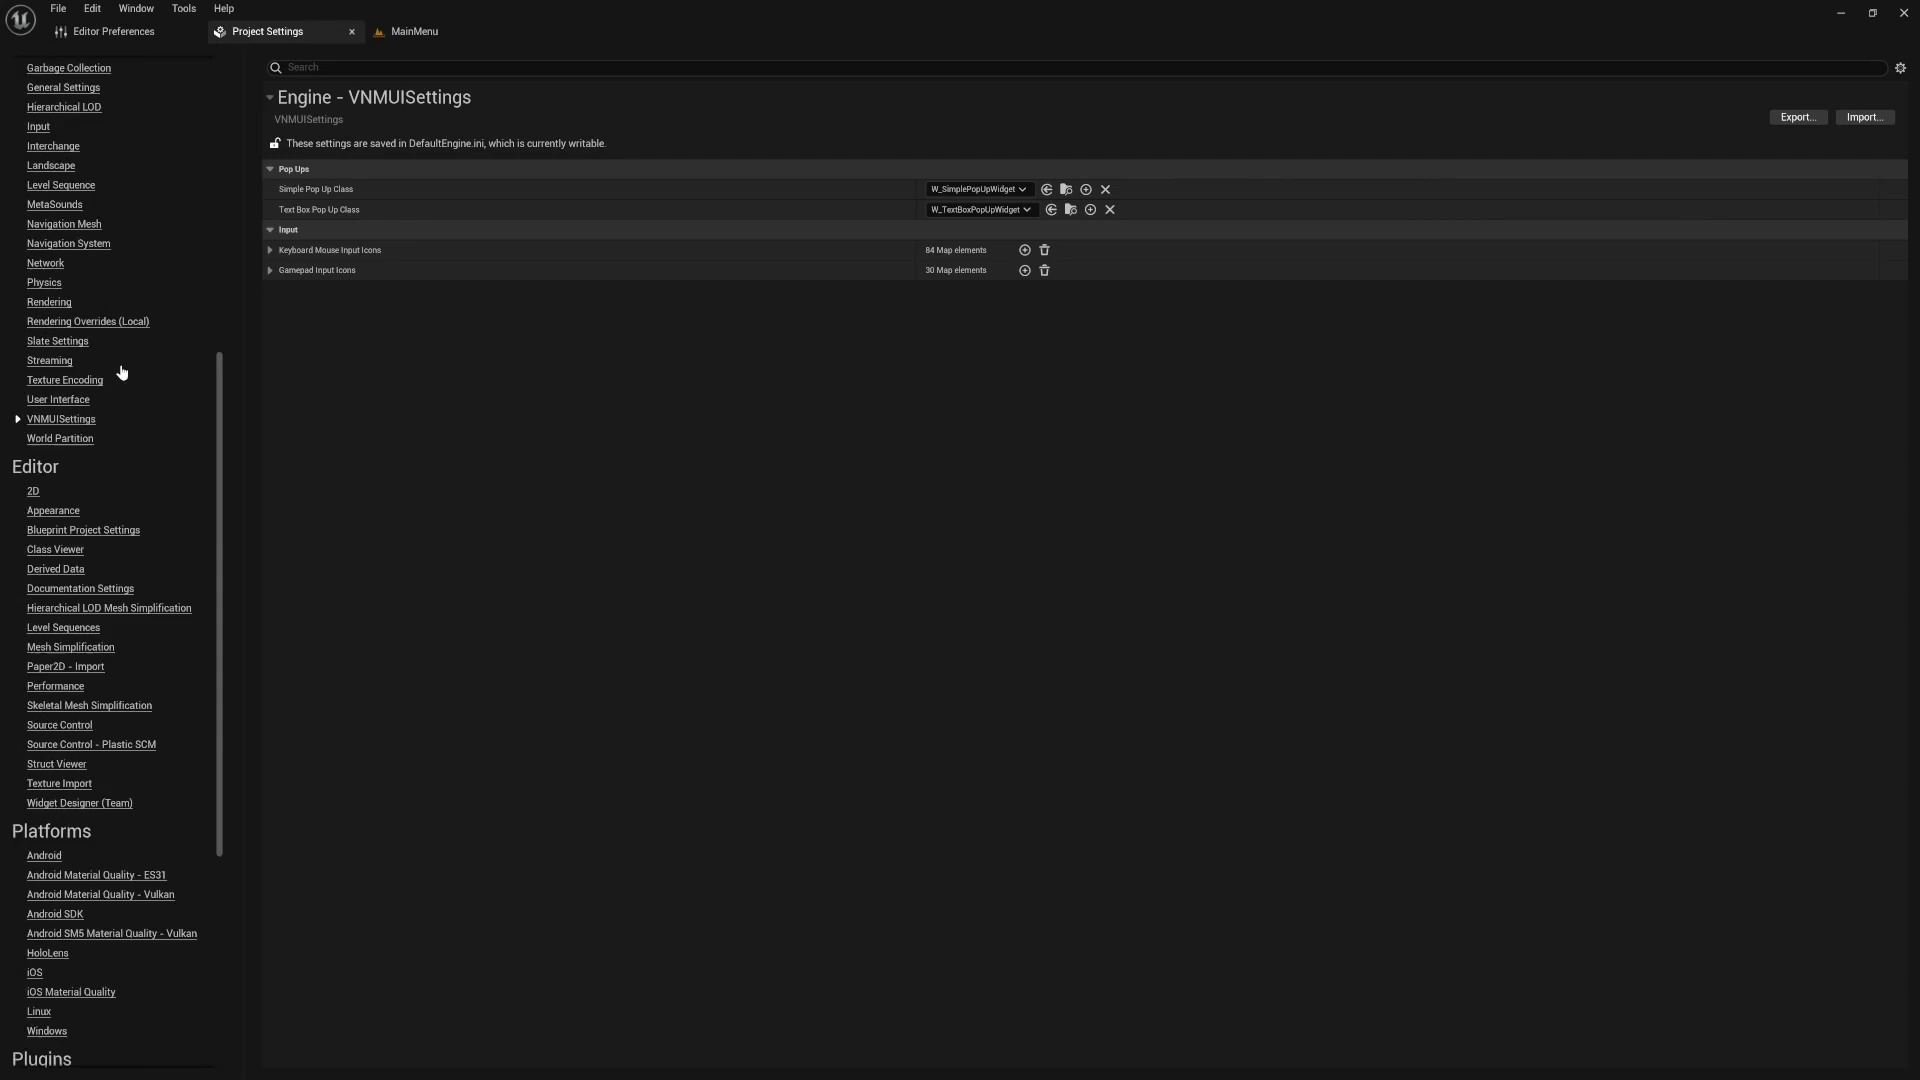 File Edit Window Tools Help
Editor Preferences
Project Settings
MainMenu
Garbage Collection
General Settings
Hierarchical LOD
Input
Interchange
Landscape
Level Sequence
MetaSounds
Navigation Mesh
Navigation System
Network
Physics
Rendering
Rendering Overrides (Local)
Slate Settings
Streaming
Texture Encoding
User Interface
VNMUISettings
World Partition
Editor
2D
Appearance
Blueprint Project Settings
Class Viewer
Derived Data
Documentation Settings
Hierarchical LOD Mesh Simplification
Level Sequences
Mesh Simplification
Paper2D - Import
Performance
Skeletal Mesh Simplification
Source Control
Source Control - Plastic SCM
Struct Viewer
Texture Import
Widget Designer (Team)
Platforms
Android
Android Material Quality - ES31
Android Material Quality - Vulkan
Android SDK
Android SM5 Material Quality - Vulkan
HoloLens
iOS
iOS Material Quality
Linux
Windows
Plugins
Search
Engine - VNMUISettings
VNMUISettings
Export... Import...
These settings are saved in DefaultEngine.ini, which is currently writable.
Pop Ups
Simple Pop Up Class W_SimplePopUpWidget
Text Box Pop Up Class W_TextBoxPopUpWidget
Input
Keyboard Mouse Input Icons 84 Map elements
Gamepad Input Icons 30 Map elements